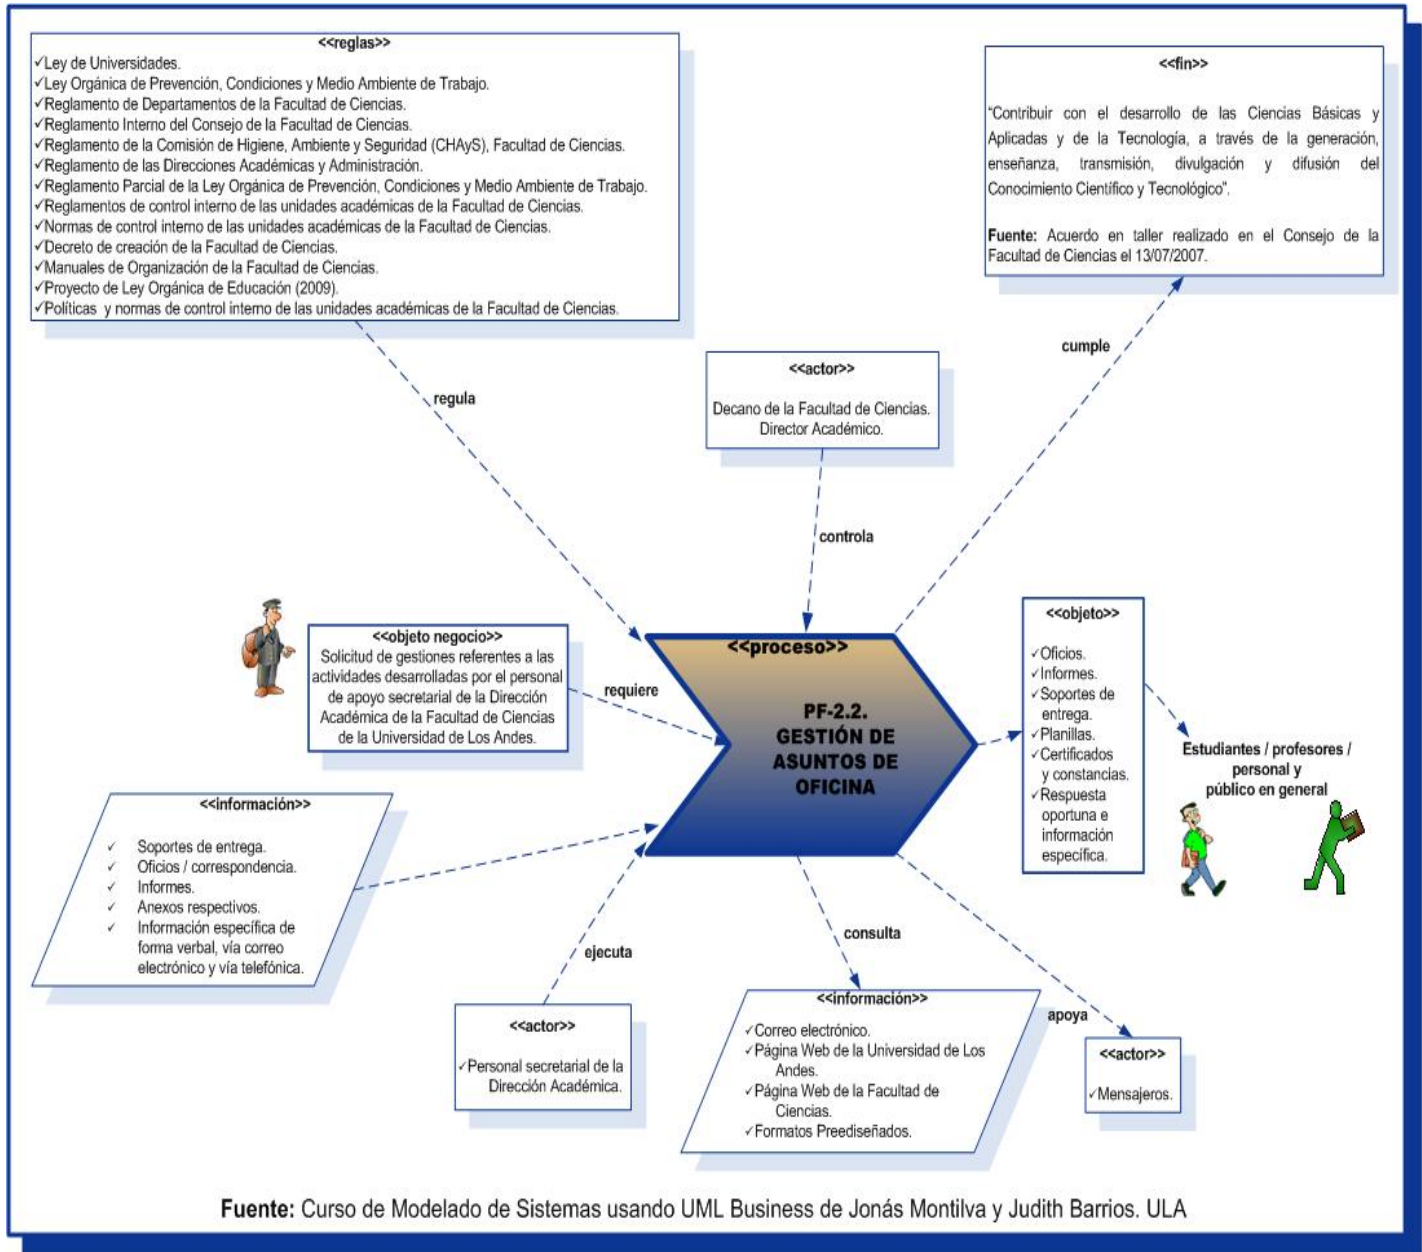 <<reglas>>
✓Ley de Universidades.
✓Ley Orgánica de Prevención, Condiciones y Medio Ambiente de Trabajo.
✓Reglamento de Departamentos de la Facultad de Ciencias.
✓Reglamento Interno del Consejo de la Facultad de Ciencias.
✓Reglamento de la Comisión de Higiene, Ambiente y Seguridad (CHAyS), Facultad de Ciencias.
✓Reglamento de las Direcciones Académicas y Administración.
✓Reglamento Parcial de la Ley Orgánica de Prevención, Condiciones y Medio Ambiente de Trabajo.
✓Reglamentos de control interno de las unidades académicas de la Facultad de Ciencias.
✓Normas de control interno de las unidades académicas de la Facultad de Ciencias.
✓Decreto de creación de la Facultad de Ciencias.
✓Manuales de Organización de la Facultad de Ciencias.
✓Proyecto de Ley Orgánica de Educación (2009).
✓Políticas y normas de control interno de las unidades académicas de la Facultad de Ciencias.
<<fin>>
“Contribuir con el desarrollo de las Ciencias Básicas y
Aplicadas y de la Tecnología, a través de la generación,
enseñanza, transmisión, divulgación y difusión del
Conocimiento Científico y Tecnológico”.
Fuente: Acuerdo en taller realizado en el Consejo de la
Facultad de Ciencias el 13/07/2007.
cumple
<<actor>>
Decano de la Facultad de Ciencias.
Director Académico.
regula
controla
<<objeto negocio>>
Solicitud de gestiones referentes a las
actividades desarrolladas por el personal
de apoyo secretarial de la Dirección
Académica de la Facultad de Ciencias
de la Universidad de Los Andes.
requiere
<<proceso>>
PF-2.2.
GESTIÓN DE
ASUNTOS DE
OFICINA
<<objeto>>
✓Oficios.
✓Informes.
✓Soportes de
entrega.
✓Planillas.
✓Certificados
y constancias.
✓Respuesta
oportuna e
información
específica.
Estudiantes / profesores /
personal y
público en general
<<información>>
✓ Soportes de entrega.
✓ Oficios / correspondencia.
✓ Informes.
✓ Anexos respectivos.
✓ Información específica de
forma verbal, vía correo
electrónico y vía telefónica.
ejecuta
<<actor>>
✓Personal secretarial de la
Dirección Académica.
consulta
<<información>>
✓Correo electrónico.
✓Página Web de la Universidad de Los
Andes.
✓Página Web de la Facultad de
Ciencias.
✓Formatos Preediseñados.
apoya
<<actor>>
✓Mensajeros.
Fuente: Curso de Modelado de Sistemas usando UML Business de Jonás Montilva y Judith Barrios. ULA